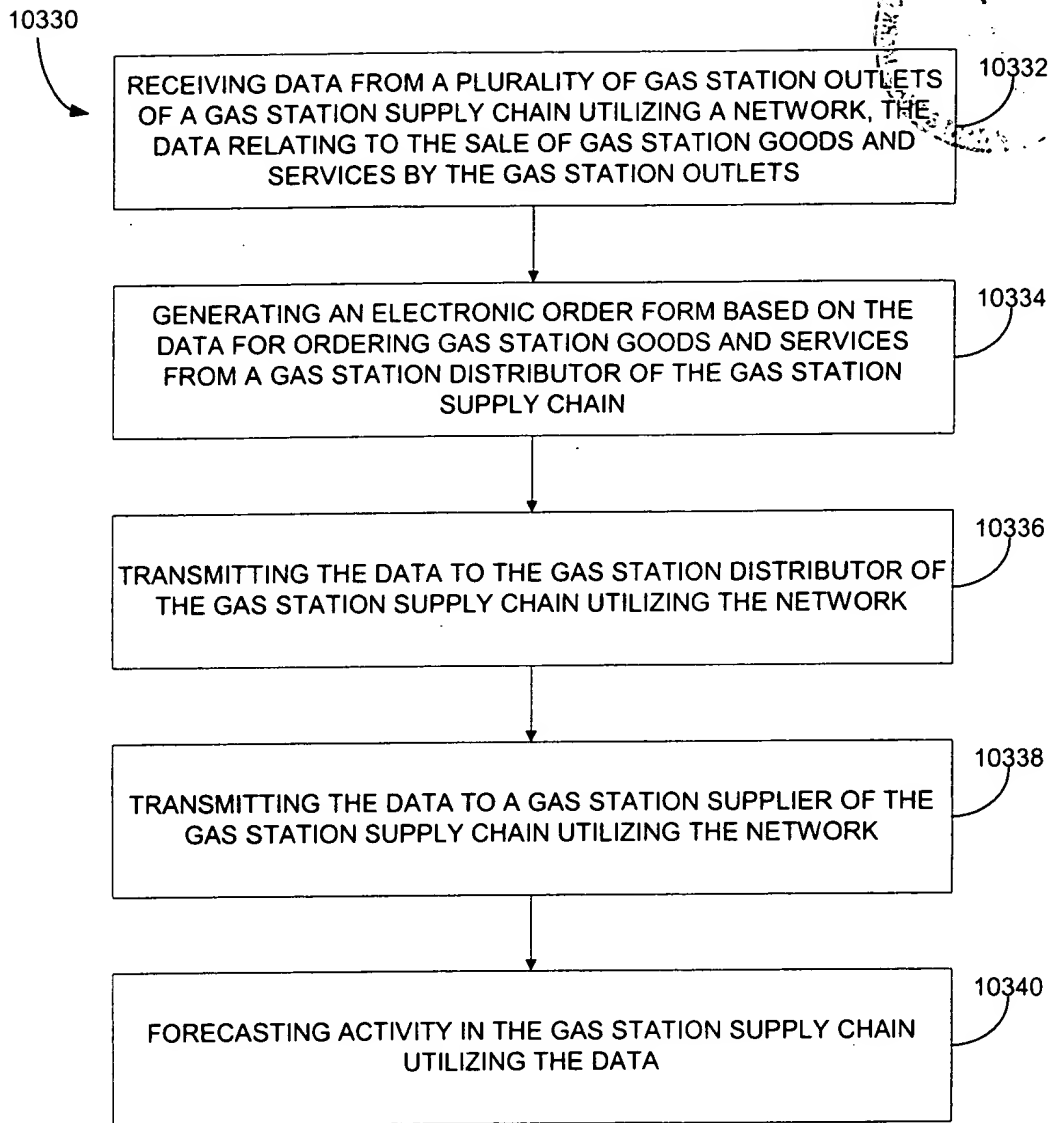 10330
RECEIVING DATA FROM A PLURALITY OF GAS STATION OUTLETS
OF A GAS STATION SUPPLY CHAIN UTILIZING A NETWORK, THE
DATA RELATING TO THE SALE OF GAS STATION GOODS AND
SERVICES BY THE GAS STATION OUTLETS
10332
GENERATING AN ELECTRONIC ORDER FORM BASED ON THE
DATA FOR ORDERING GAS STATION GOODS AND SERVICES
FROM A GAS STATION DISTRIBUTOR OF THE GAS STATION
SUPPLY CHAIN
10334
TRANSMITTING THE DATA TO THE GAS STATION DISTRIBUTOR OF
THE GAS STATION SUPPLY CHAIN UTILIZING THE NETWORK
10336
TRANSMITTING THE DATA TO A GAS STATION SUPPLIER OF THE
GAS STATION SUPPLY CHAIN UTILIZING THE NETWORK
10338
FORECASTING ACTIVITY IN THE GAS STATION SUPPLY CHAIN
UTILIZING THE DATA
10340